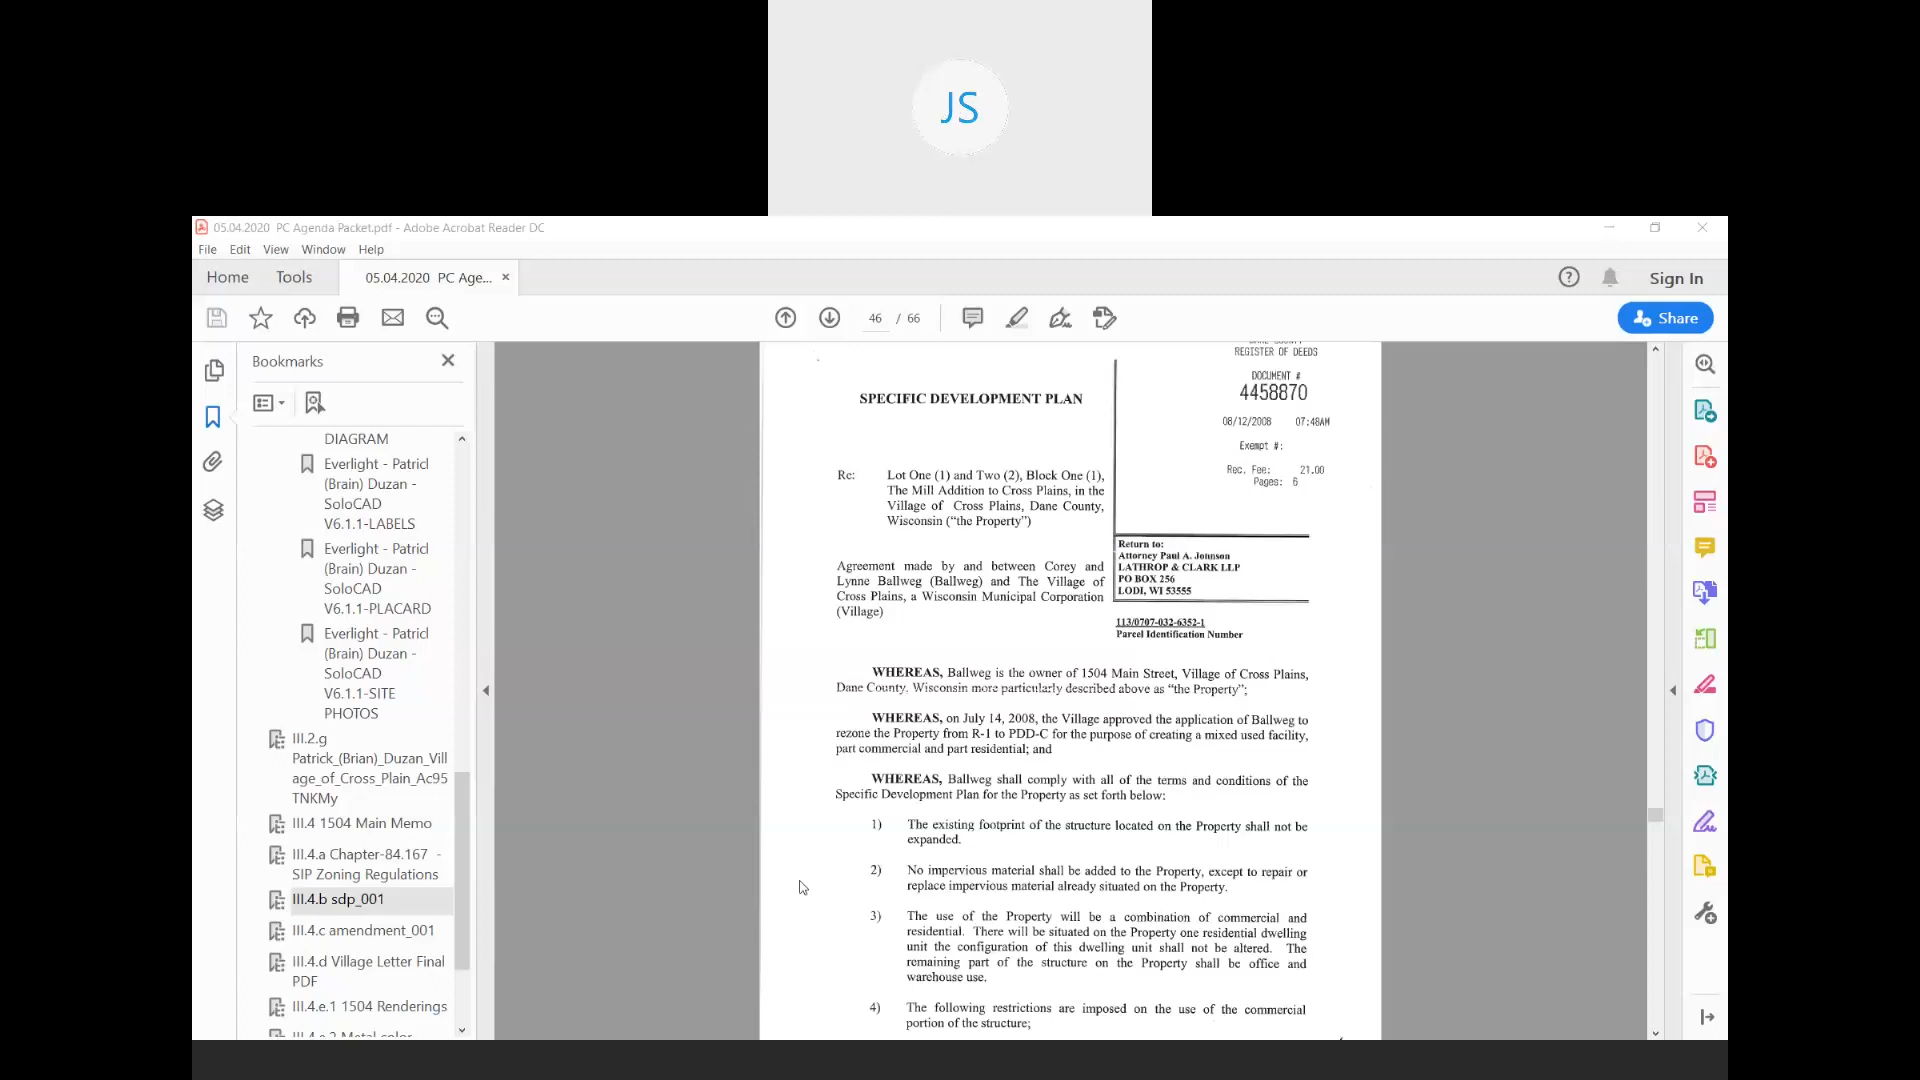 JS
05.04.2020 PC Agenda Packet.pdf - Adobe Acrobat Reader DC
File Edit View Window Help
Home Tools 05.04.2020 PC Age... × Sign In
46 / 66 Share
Bookmarks
DIAGRAM
Everlight - Patricl
(Brain) Duzan -
SoloCAD
V6.1.1-LABELS
Everlight - Patricl
(Brain) Duzan -
SoloCAD
V6.1.1-PLACARD
Everlight - Patricl
(Brain) Duzan -
SoloCAD
V6.1.1-SITE
PHOTOS
III.2.g
Patrick_(Brian)_Duzan_Vill
age_of_Cross_Plain_Ac95
TNKMy
III.4 1504 Main Memo
III.4.a Chapter-84.167 -
SIP Zoning Regulations
III.4.b sdp_001
III.4.c amendment_001
III.4.d Village Letter Final
PDF
III.4.e.1 1504 Renderings
REGISTER OF DEEDS
DOCUMENT #
4458870
08/12/2008 07:48AM
Exempt #:
Rec. Fee: 21.00
Pages: 6
SPECIFIC DEVELOPMENT PLAN
Re: Lot One (1) and Two (2), Block One (1),
The Mill Addition to Cross Plains, in the
Village of Cross Plains, Dane County,
Wisconsin (“the Property”)
Agreement made by and between Corey and
Lynne Ballweg (Ballweg) and The Village of
Cross Plains, a Wisconsin Municipal Corporation
(Village)
Return to:
Attorney Paul A. Johnson
LATHROP & CLARK LLP
PO BOX 256
LODI, WI 53555
113/0707-032-6352-1
Parcel Identification Number
WHEREAS, Ballweg is the owner of 1504 Main Street, Village of Cross Plains,
Dane County, Wisconsin more particularly described above as “the Property”;
WHEREAS, on July 14, 2008, the Village approved the application of Ballweg to
rezone the Property from R-1 to PDD-C for the purpose of creating a mixed used facility,
part commercial and part residential; and
WHEREAS, Ballweg shall comply with all of the terms and conditions of the
Specific Development Plan for the Property as set forth below:
1) The existing footprint of the structure located on the Property shall not be
expanded.
2) No impervious material shall be added to the Property, except to repair or
replace impervious material already situated on the Property.
3) The use of the Property will be a combination of commercial and
residential. There will be situated on the Property one residential dwelling
unit the configuration of this dwelling unit shall not be altered. The
remaining part of the structure on the Property shall be office and
warehouse use.
4) The following restrictions are imposed on the use of the commercial
portion of the structure;